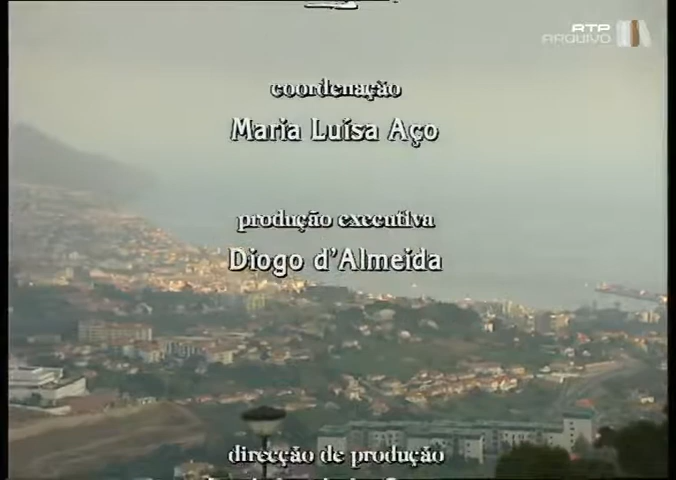 RTP
ARQUIVO
coordenação
Maria Luísa Aço
produção executiva
Diogo d'Almeida
direcção de produção